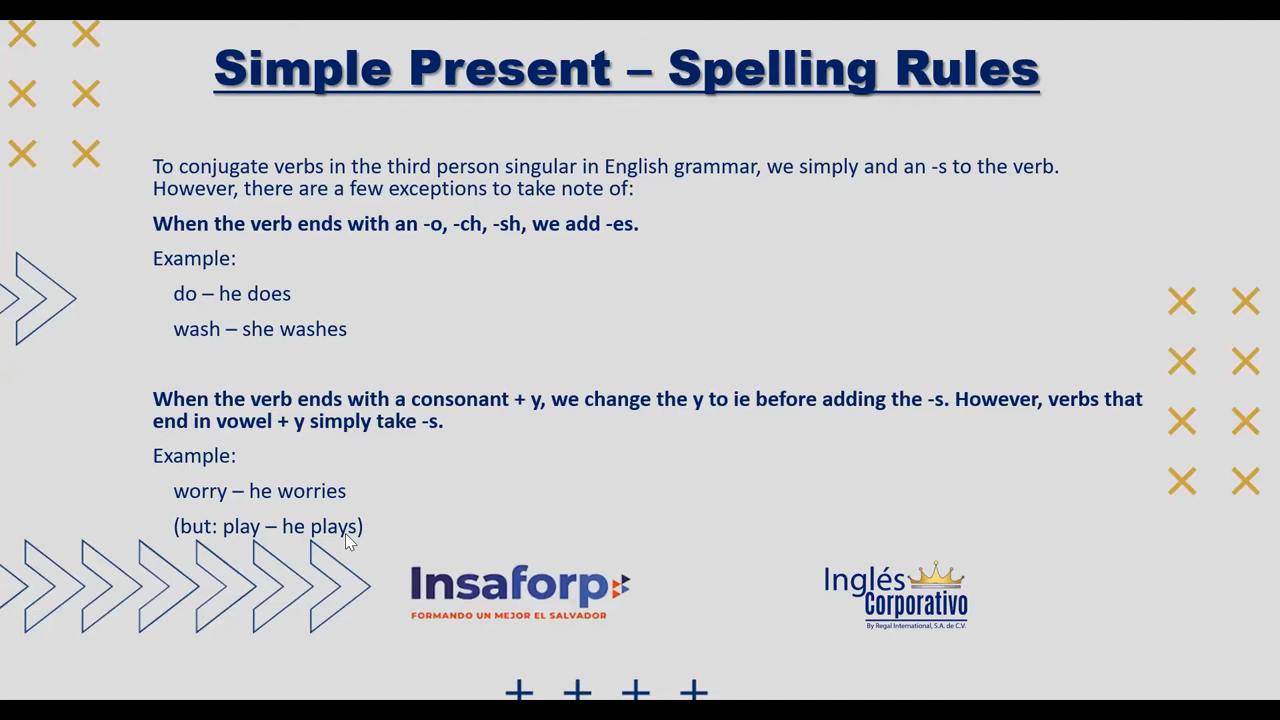 Simple Present – Spelling Rules
To conjugate verbs in the third person singular in English grammar, we simply and an -s to the verb.
However, there are a few exceptions to take note of:
When the verb ends with an -o, -ch, -sh, we add -es.
Example:
do – he does
wash – she washes
When the verb ends with a consonant + y, we change the y to ie before adding the -s. However, verbs that
end in vowel + y simply take -s.
Example:
worry – he worries
(but: play – he plays)
Insaforp
FORMANDO UN MEJOR EL SALVADOR
Inglés
Corporativo
By Regal International, S.A. de C.V.